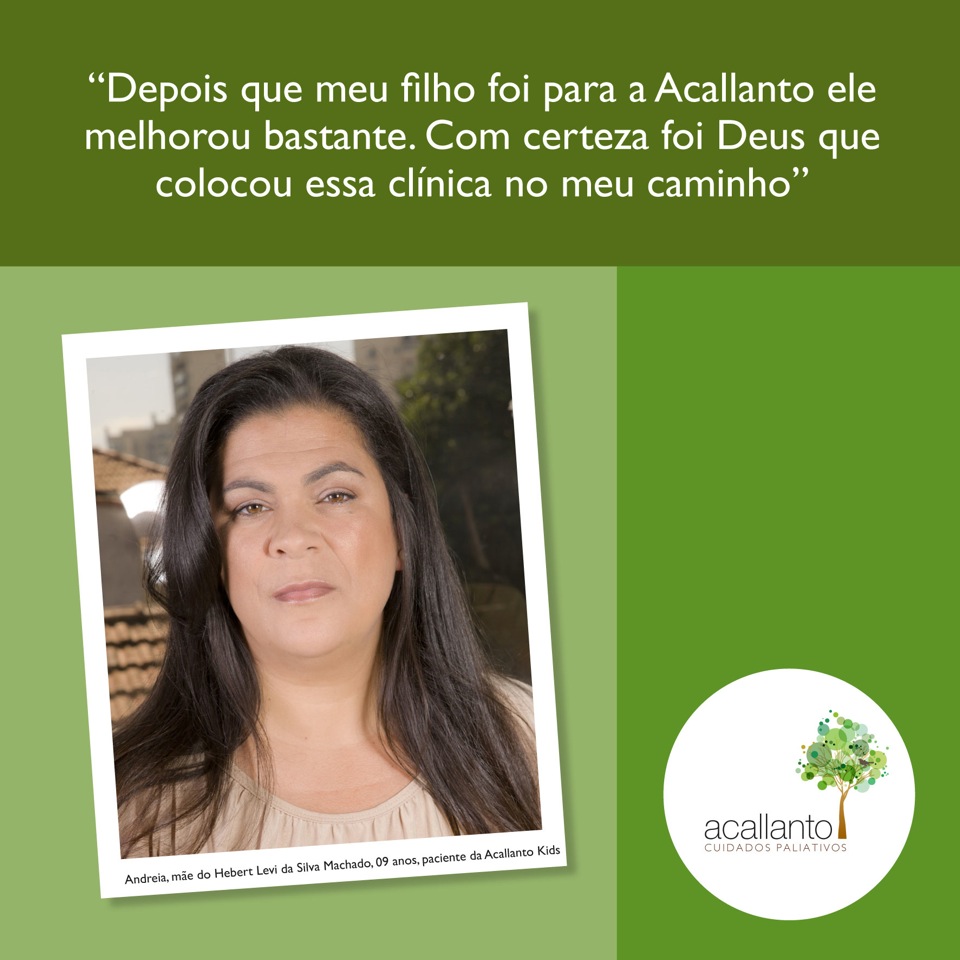 “Depois que meu filho foi para a Acallanto ele
melhorou bastante. Com certeza foi Deus que
colocou essa clínica no meu caminho”
Andreia, mãe do Hebert Levi da Silva Machado, 09 anos, paciente da Acallanto Kids
acallanto
CUIDADOS PALIATIVOS